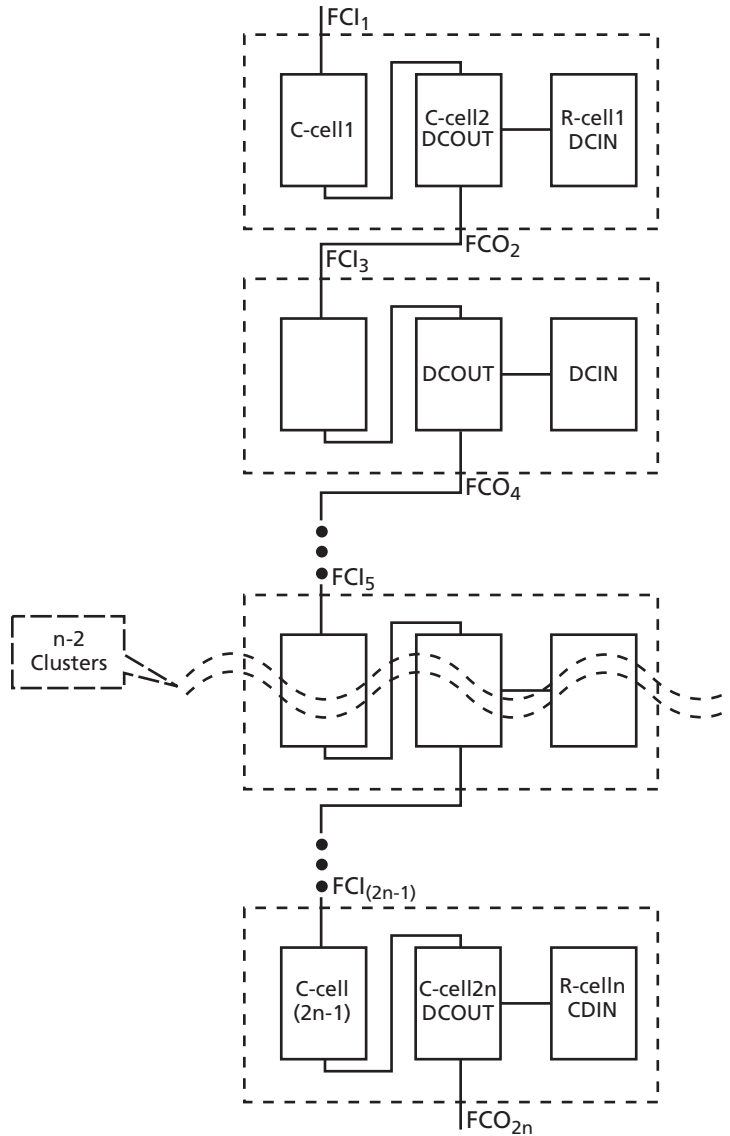 FCI₁
C-cell1
C-cell2
DCOUT
R-cell1
DCIN
FCO₂
FCI₃
DCOUT
DCIN
FCO₄
FCI₅
n-2
Clusters
FCI₍₂ₙ₋₁₎
C-cell
(2n-1)
C-cell2n
DCOUT
R-celln
CDIN
FCO₂ₙ